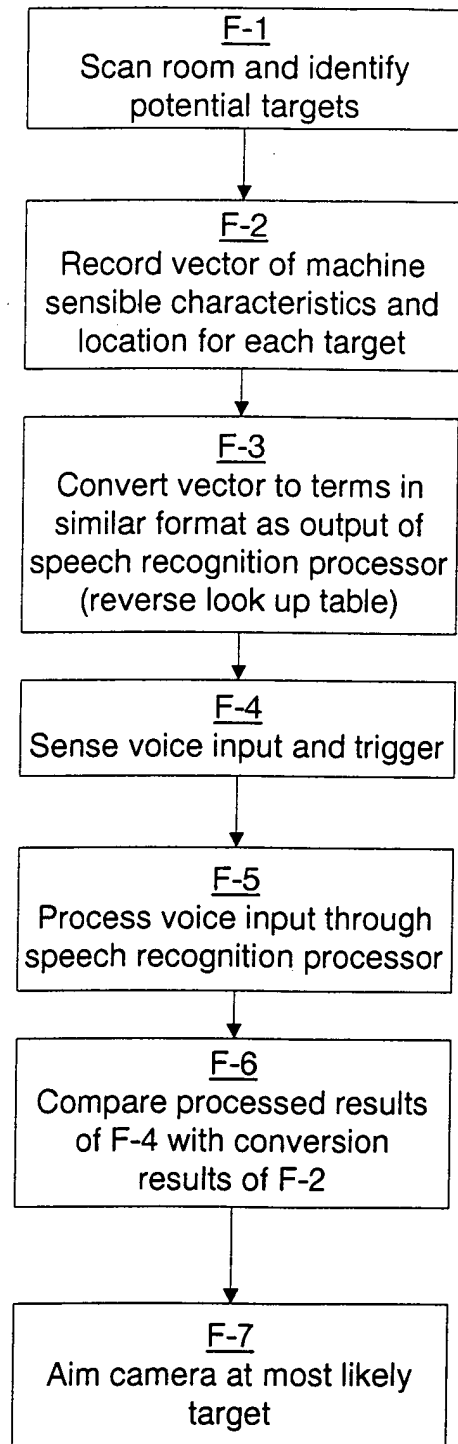 F-1
Scan room and identify
potential targets
F-2
Record vector of machine
sensible characteristics and
location for each target
F-3
Convert vector to terms in
similar format as output of
speech recognition processor
(reverse look up table)
F-4
Sense voice input and trigger
F-5
Process voice input through
speech recognition processor
F-6
Compare processed results
of F-4 with conversion
results of F-2
F-7
Aim camera at most likely
target